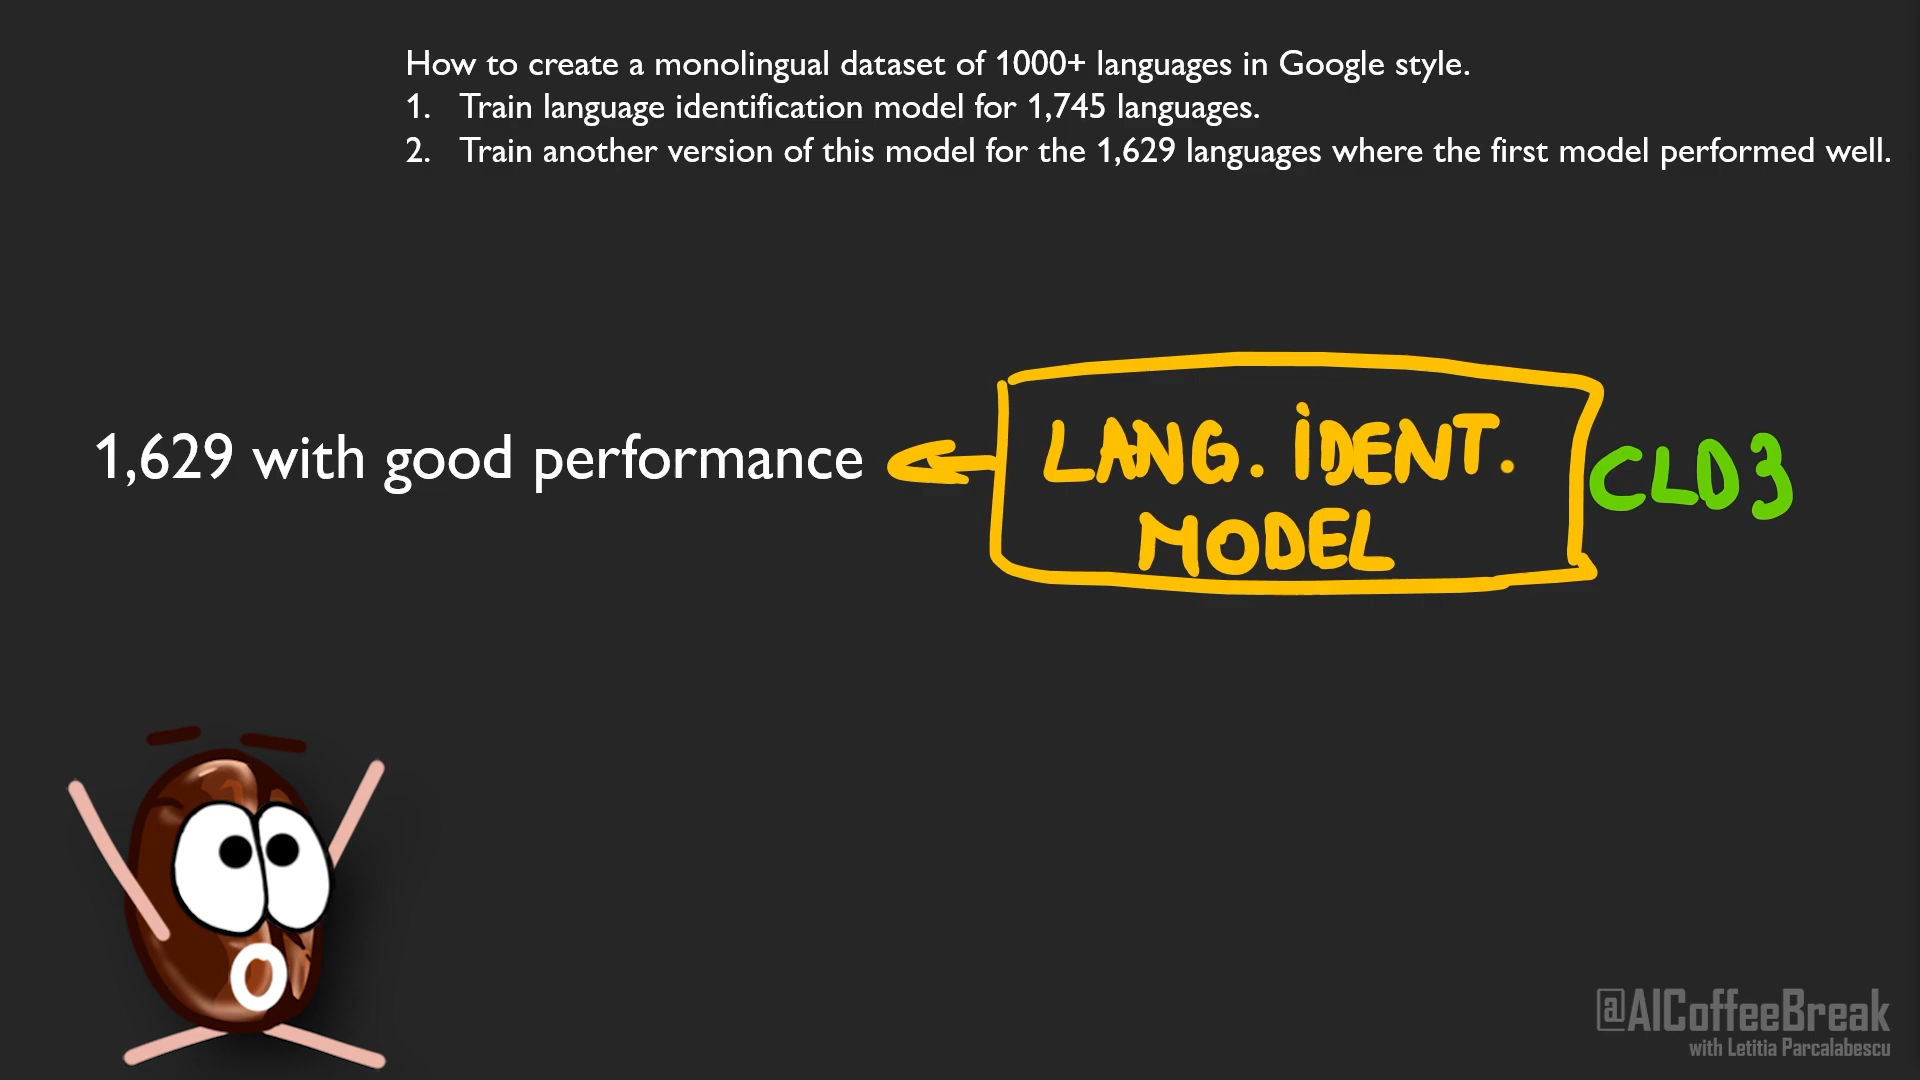 How to create a monolingual dataset of 1000+ languages in Google style.
1. Train language identification model for 1,745 languages.
2. Train another version of this model for the 1,629 languages where the first model performed well.
1,629 with good performance
LANG. IDENT.
MODEL
CLD3
@AICoffeeBreak
with Letitia Parcalabescu